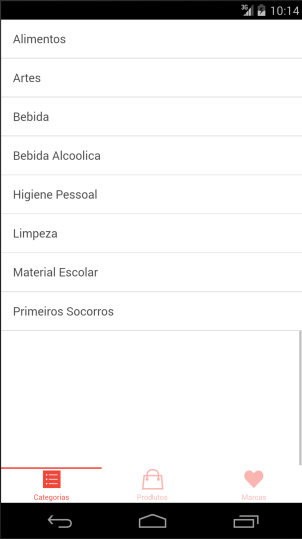 3G 10:14
Alimentos
Artes
Bebida
Bebida Alcoolica
Higiene Pessoal
Limpeza
Material Escolar
Primeiros Socorros
Categorias Produtos Marcas